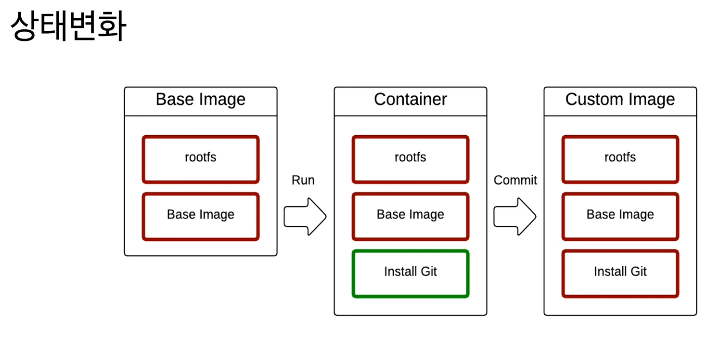 상태변화
Base Image
rootfs
Base Image
Run
Container
rootfs
Base Image
Install Git
Commit
Custom Image
rootfs
Base Image
Install Git